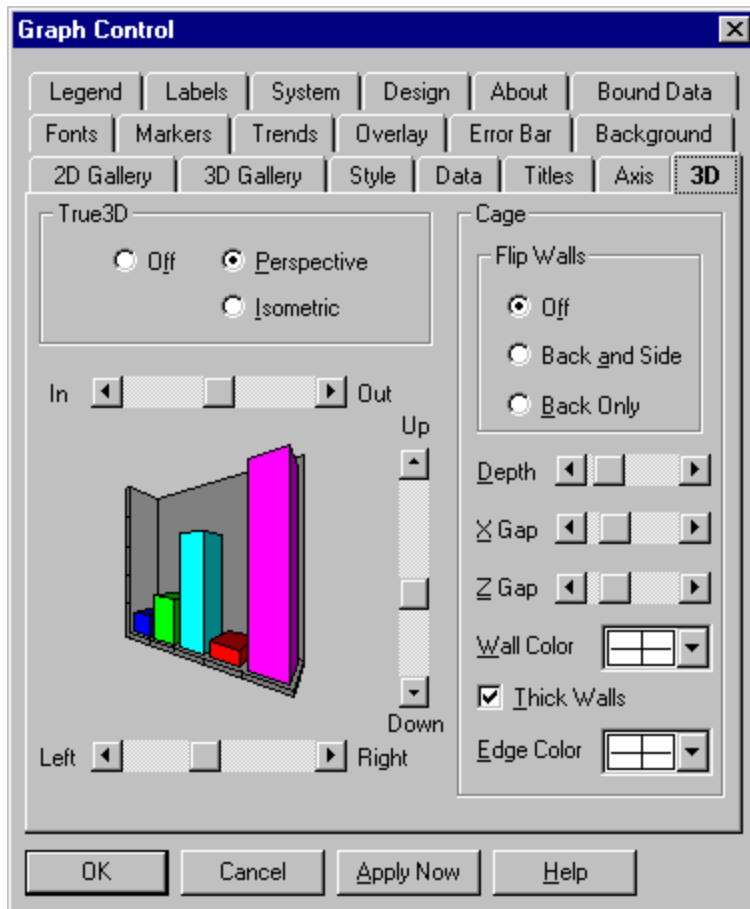 Graph Control
Legend Labels System Design About Bound Data
Fonts Markers Trends Overlay Error Bar Background
2D Gallery 3D Gallery Style Data Titles Axis 3D
True3D
Off Perspective
Isometric
In Out
Up
Down
Left Right
Cage
Flip Walls
Off
Back and Side
Back Only
Depth
X Gap
Z Gap
Wall Color
Thick Walls
Edge Color
OK Cancel Apply Now Help